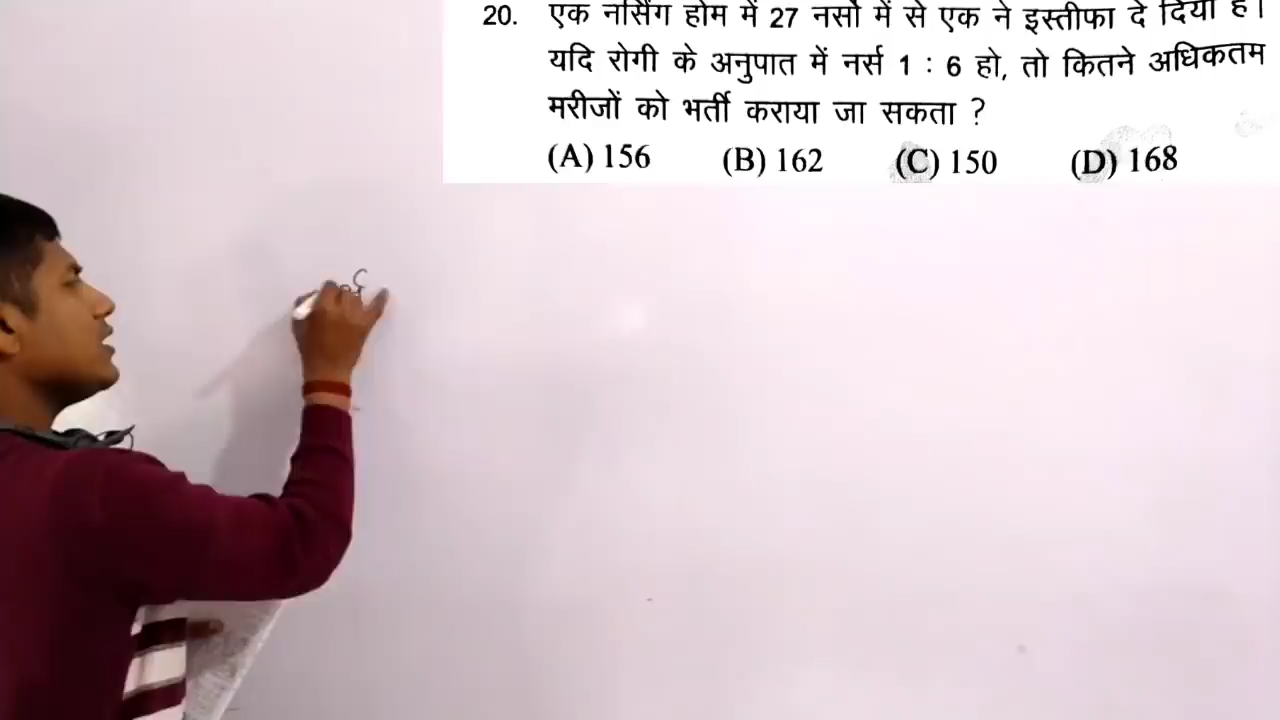 20. एक नर्सिंग होम में 27 नर्सों में से एक ने इस्तीफा दे दिया है।
यदि रोगी के अनुपात में नर्स 1 : 6 हो, तो कितने अधिकतम
मरीजों को भर्ती कराया जा सकता ?
(A) 156 (B) 162 (C) 150 (D) 168